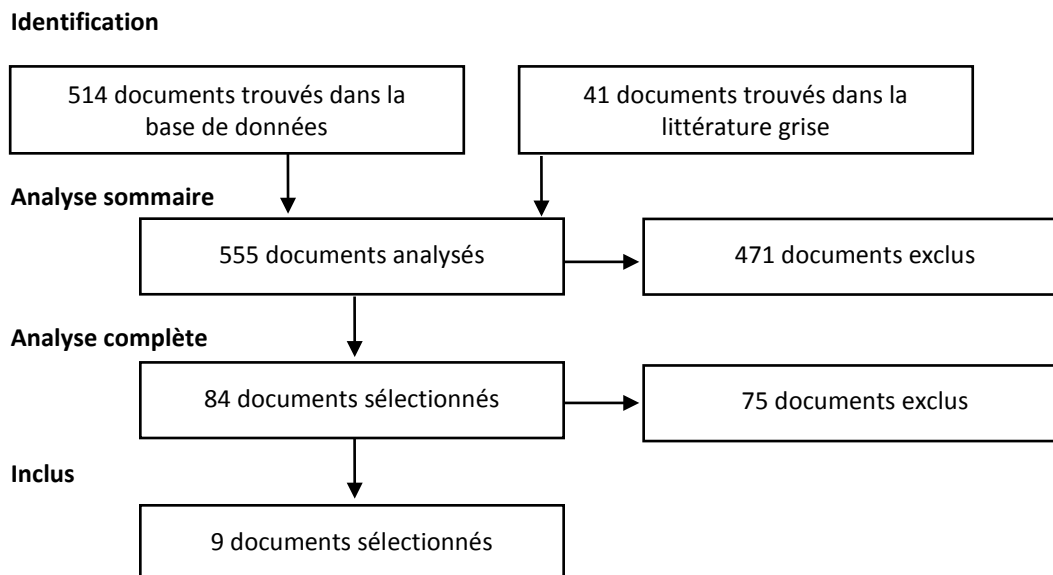 Identification
514 documents trouvés dans la
base de données
41 documents trouvés dans la
littérature grise
Analyse sommaire
555 documents analysés
471 documents exclus
Analyse complète
84 documents sélectionnés
75 documents exclus
Inclus
9 documents sélectionnés